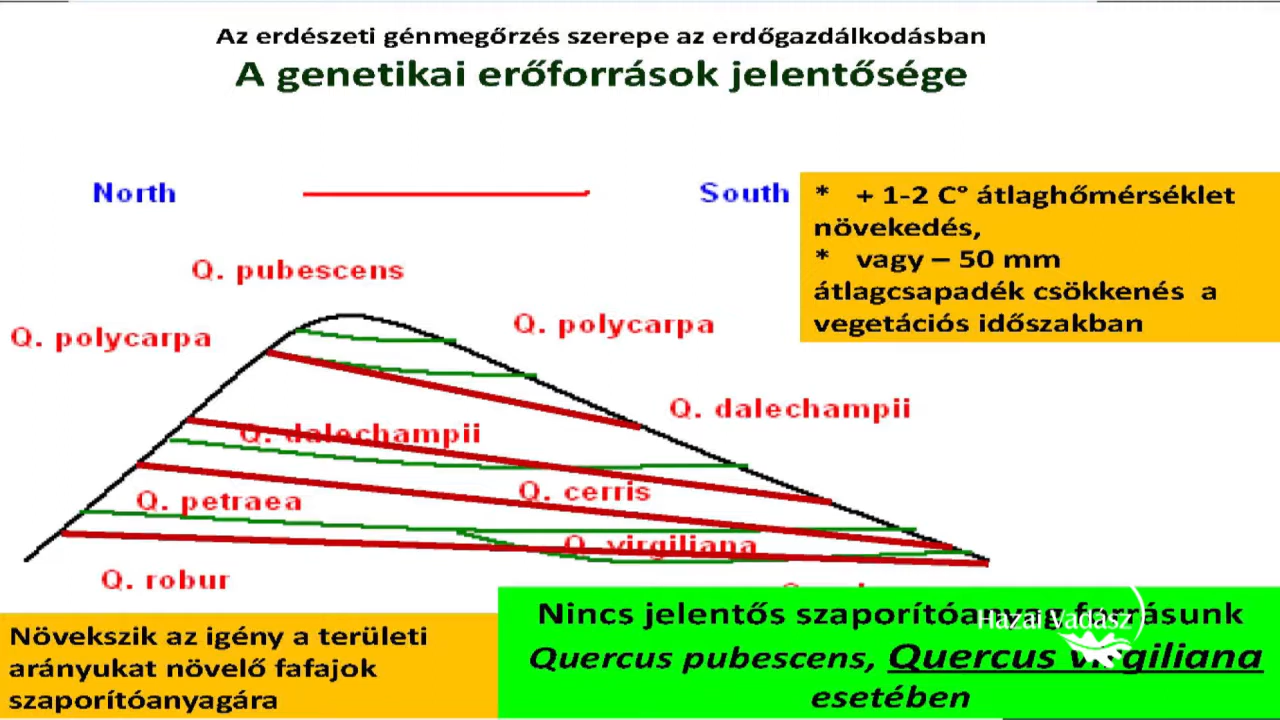 Az erdészeti génmegőrzés szerepe az erdőgazdálkodásban
A genetikai erőforrások jelentősége
North
South
* + 1-2 C° átlaghőmérséklet
növekedés,
* vagy – 50 mm
átlagcsapadék csökkenés a
vegetációs időszakban
Q. pubescens
Q. polycarpa
Q. polycarpa
Q. dalechampii
Q. dalechampii
Q. cerris
Q. petraea
Q. virgiliana
Q. robur
Növekszik az igény a területi
arányukat növelő fafajok
szaporítóanyagára
Nincs jelentős szaporítóanyag forrásunk
Quercus pubescens, Quercus virgiliana
esetében
Hazai Vadász